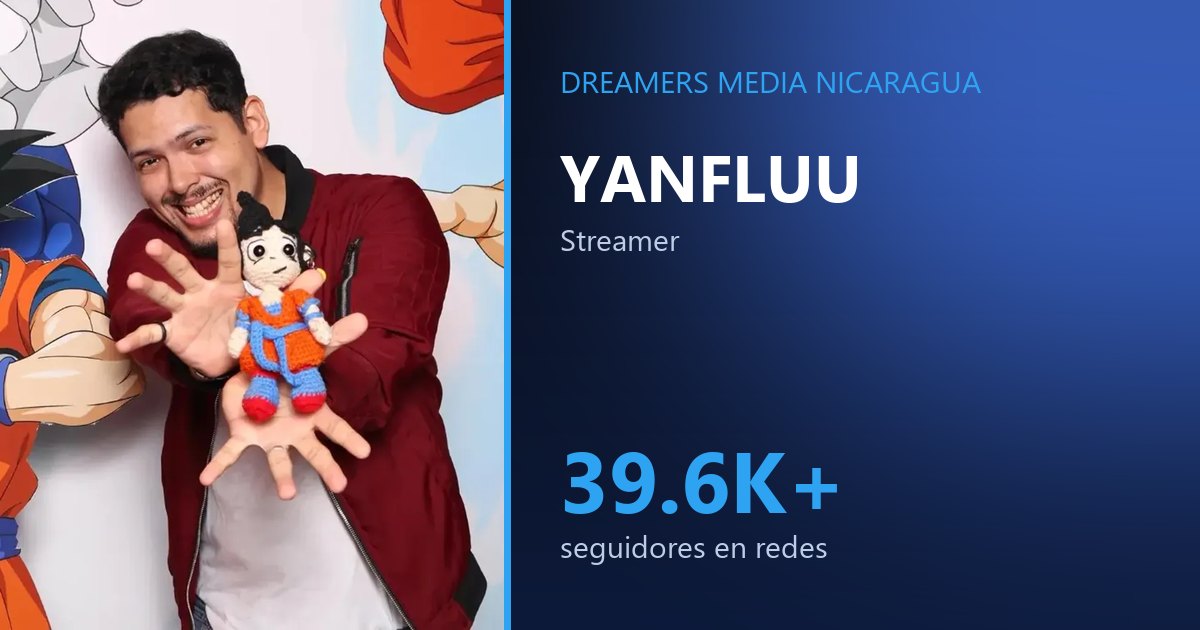 DREAMERS MEDIA NICARAGUA
YANFLUU
Streamer
39.6K+
seguidores en redes